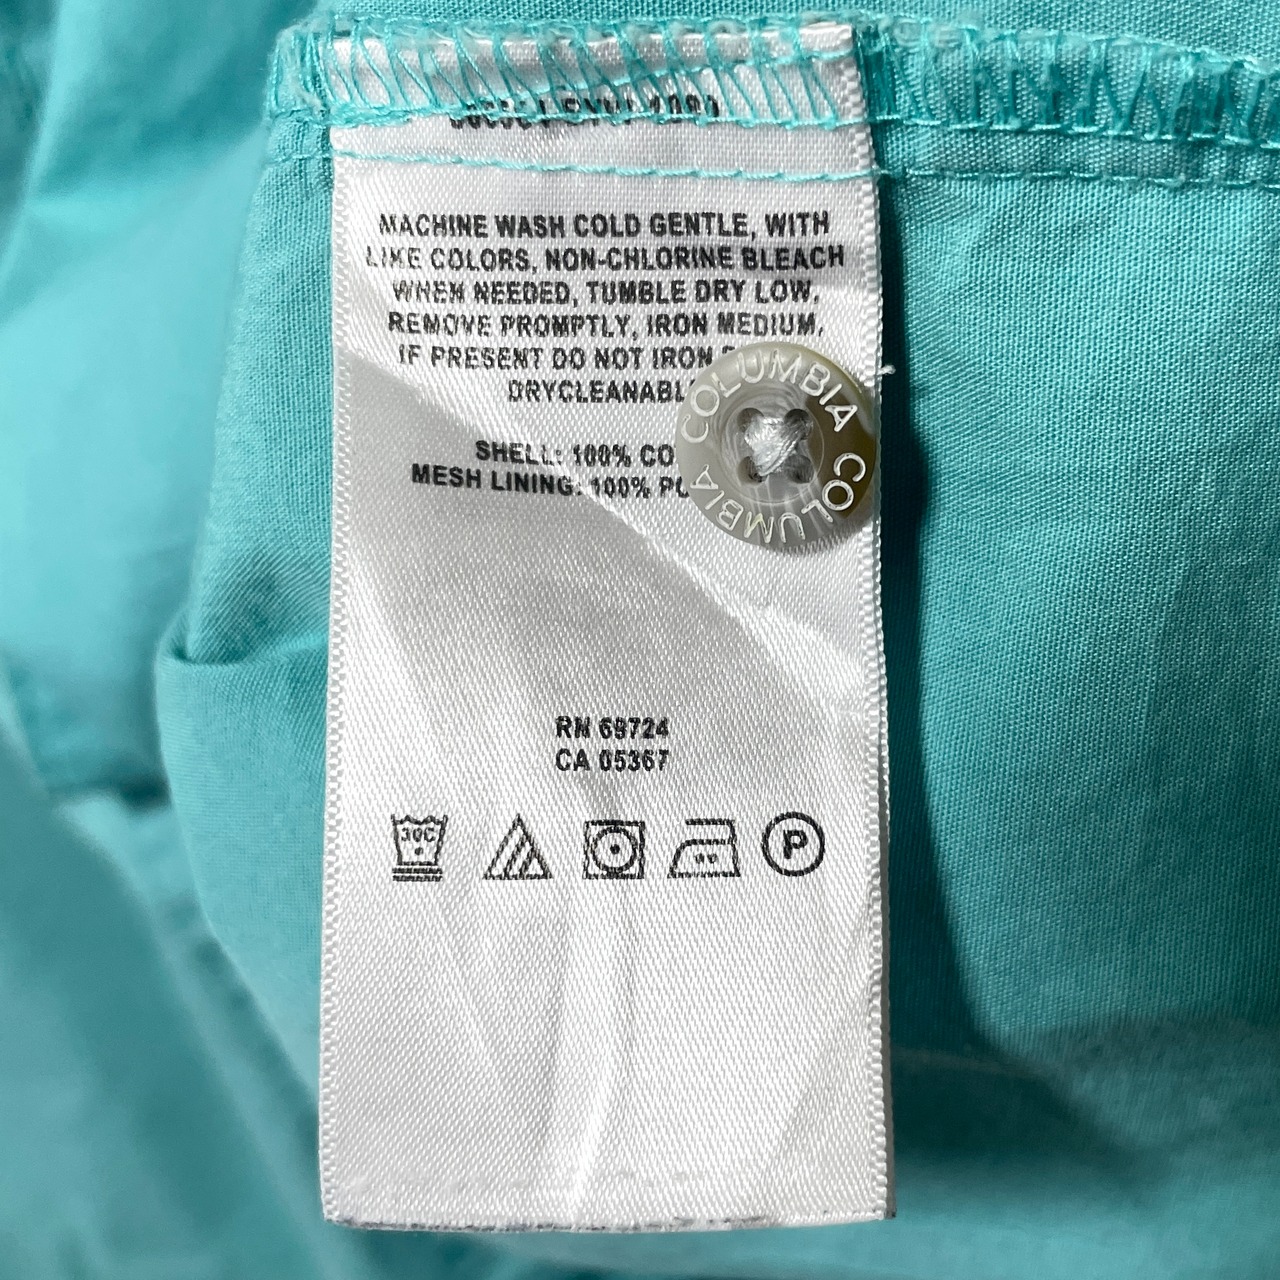 MACHINE WASH COLD GENTLE, WITH
LIKE COLORS, NON-CHLORINE BLEACH
WHEN NEEDED, TUMBLE DRY LOW,
REMOVE PROMPTLY, IRON MEDIUM,
IF PRESENT DO NOT IRON
SHELL: 100%
MESH LINING: 100%
COLUMBIA COLUMBIA
RN 69724
CA 05367
30C
P